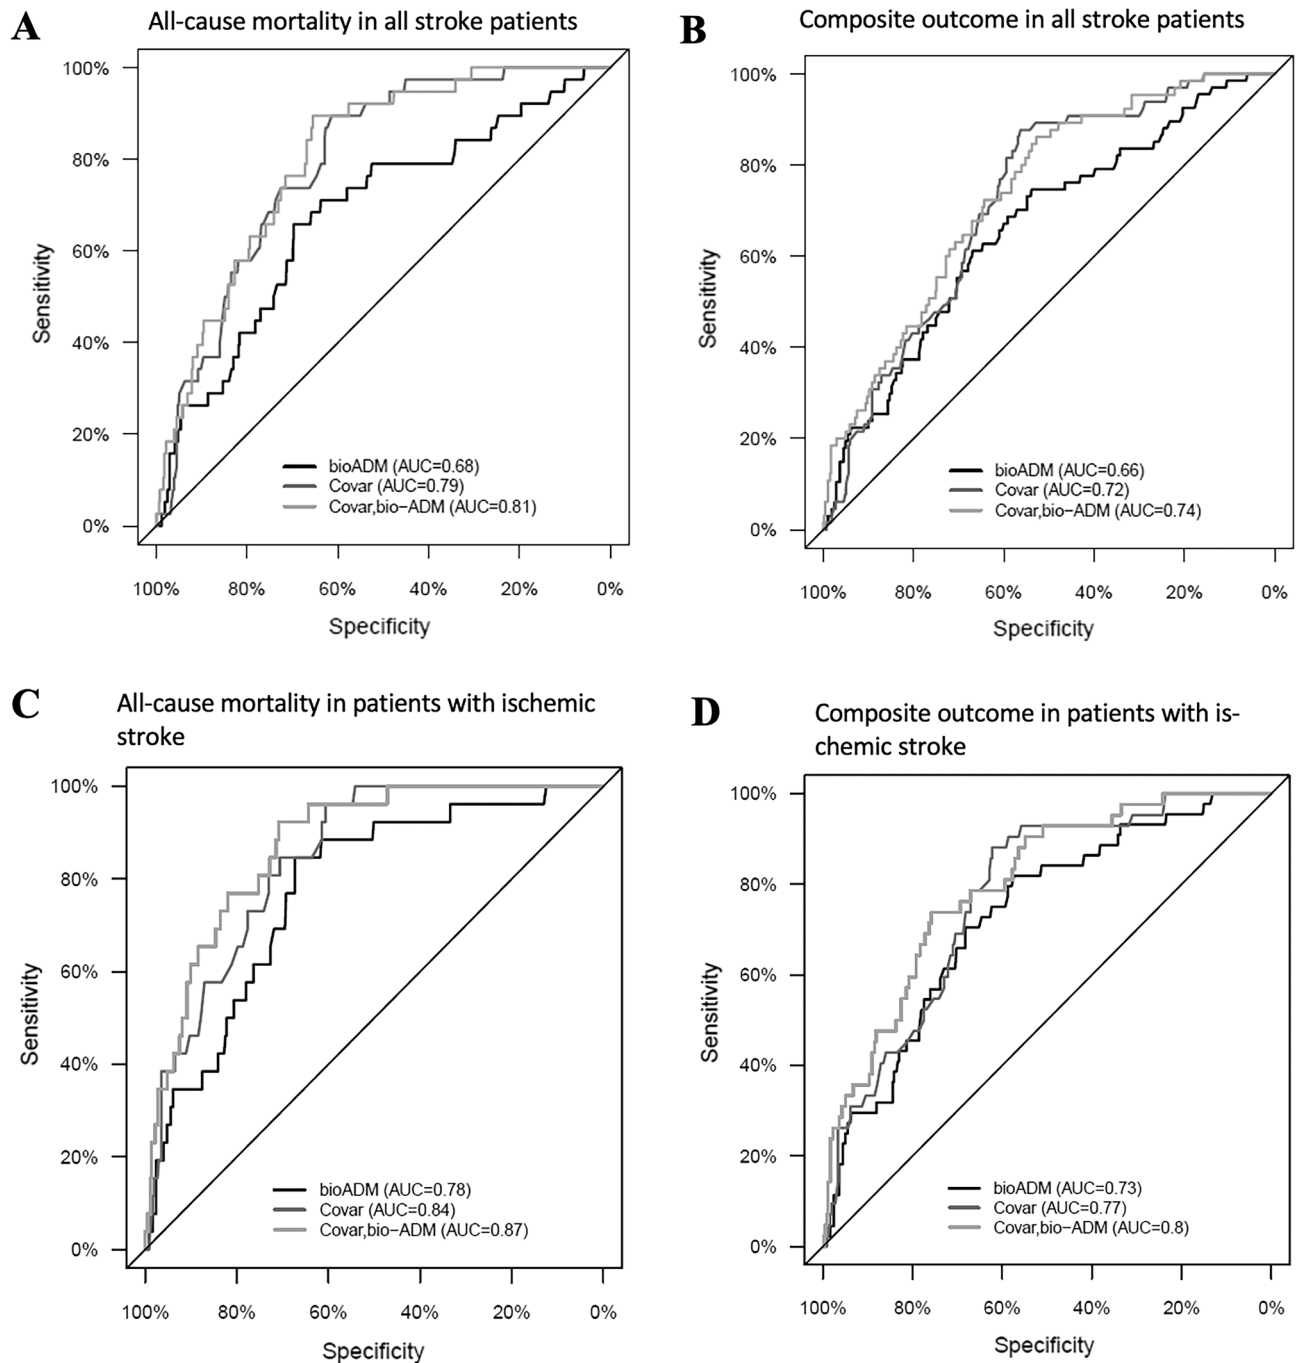 A
All-cause mortality in all stroke patients
100%
80%
60%
40%
20%
0%
Sensitivity
bioADM (AUC=0.68)
Covar (AUC=0.79)
Covar,bio−ADM (AUC=0.81)
100% 80% 60% 40% 20% 0%
Specificity
B
Composite outcome in all stroke patients
100%
80%
60%
40%
20%
0%
Sensitivity
bioADM (AUC=0.66)
Covar (AUC=0.72)
Covar,bio−ADM (AUC=0.74)
100% 80% 60% 40% 20% 0%
Specificity
C
All-cause mortality in patients with ischemic
stroke
100%
80%
60%
40%
20%
0%
Sensitivity
bioADM (AUC=0.78)
Covar (AUC=0.84)
Covar,bio−ADM (AUC=0.87)
100% 80% 60% 40% 20% 0%
Specificity
D
Composite outcome in patients with is-
chemic stroke
100%
80%
60%
40%
20%
0%
Sensitivity
bioADM (AUC=0.73)
Covar (AUC=0.77)
Covar,bio−ADM (AUC=0.8)
100% 80% 60% 40% 20% 0%
Specificity